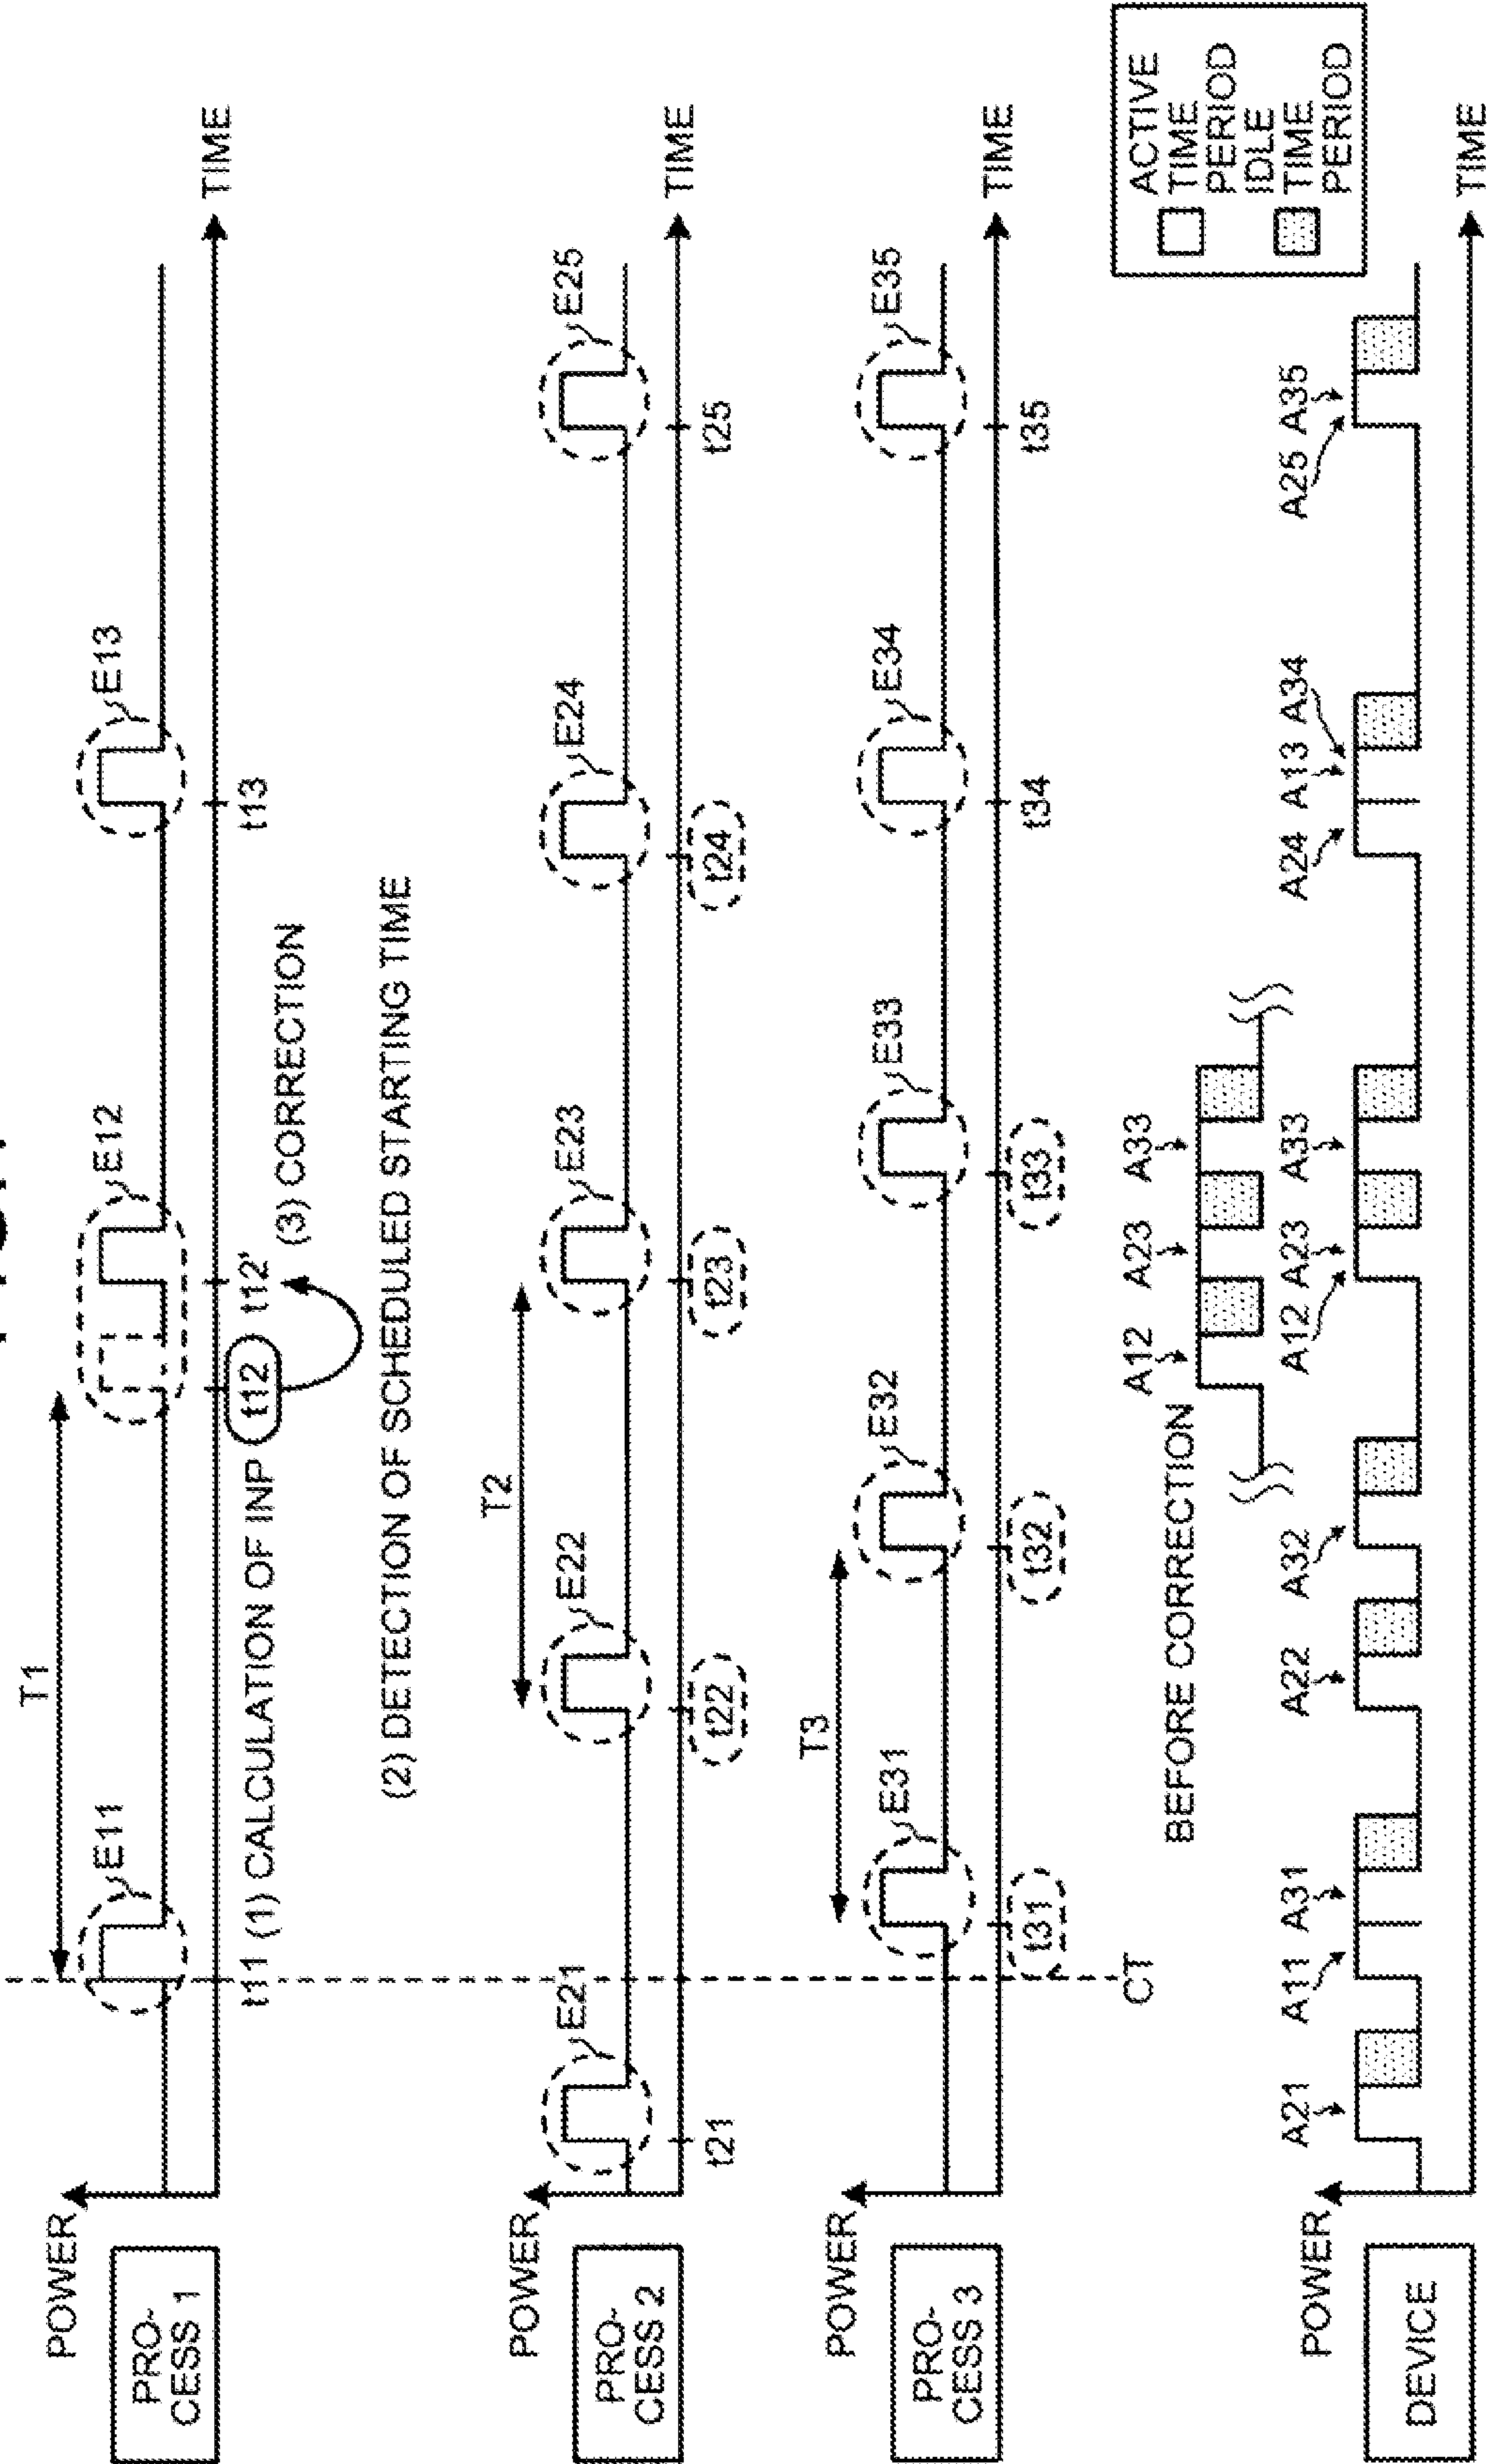 POWER
PRO-
CESS 1
T1
E11
E12
E13
t11
(1) CALCULATION OF INP
t12
t12'
(3) CORRECTION
t13
TIME
(2) DETECTION OF SCHEDULED STARTING TIME
POWER
PRO-
CESS 2
T2
E21
E22
E23
E24
E25
t21
t22
t23
t24
t25
TIME
POWER
PRO-
CESS 3
T3
E31
E32
E33
E34
E35
t31
t32
t33
t34
t35
TIME
CT
BEFORE CORRECTION
A12
A23
A33
ACTIVE
TIME
PERIOD
IDLE
TIME
PERIOD
POWER
DEVICE
A21
A11
A31
A22
A32
A12
A23
A33
A24
A13
A34
A25
A35
TIME